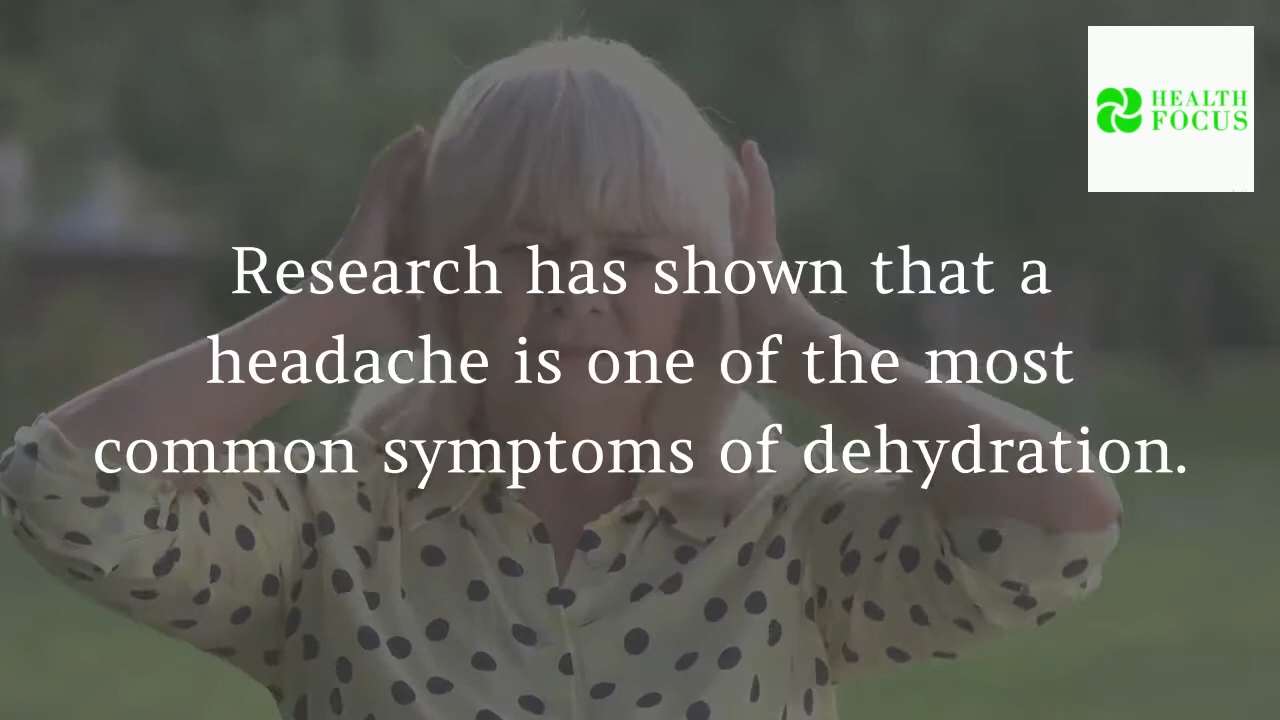 HEALTH
FOCUS
Research has shown that a
headache is one of the most
common symptoms of dehydration.